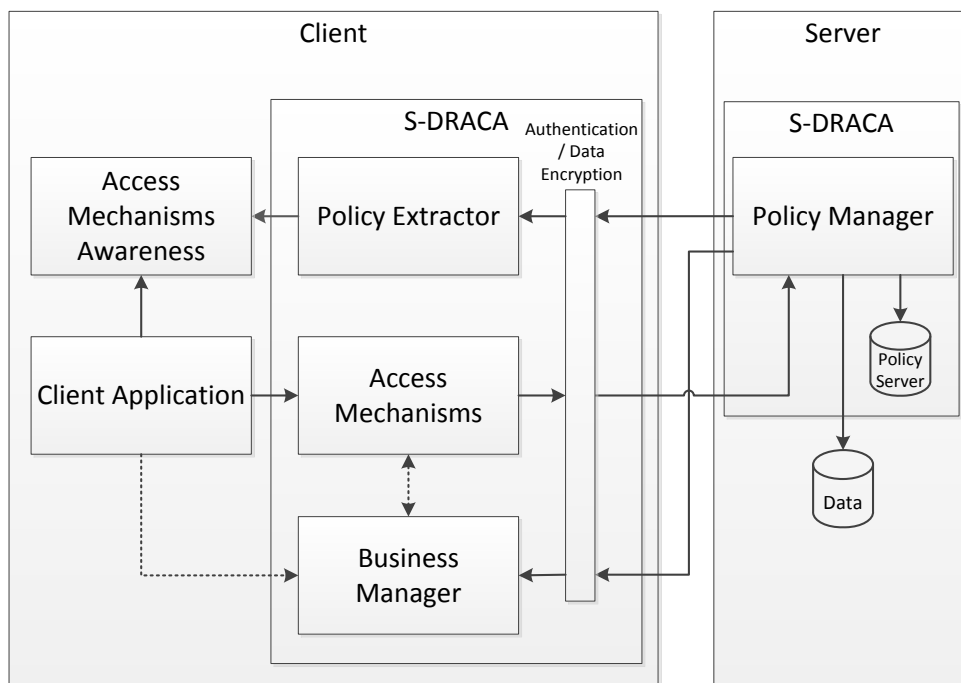 Client
Server
S-DRACA
Authentication
/ Data
Encryption
S-DRACA
Access
Mechanisms
Awareness
Policy Extractor
Policy Manager
Client Application
Access
Mechanisms
Policy
Server
Data
Business
Manager